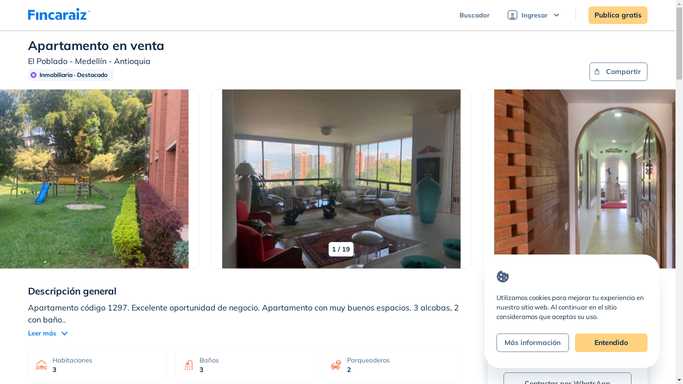 Fincaraiz
Buscador
Ingresar
Publica gratis
Apartamento en venta
El Poblado - Medellín - Antioquia
Inmobiliaria - Destacado
Compartir
1 / 19
Descripción general
Apartamento código 1297. Excelente oportunidad de negocio. Apartamento con muy buenos espacios. 3 alcobas, 2
con baño..
Leer más
Habitaciones
3
Baños
3
Parqueaderos
2
Utilizamos cookies para mejorar tu experiencia en
nuestro sitio web. Al continuar en el sitio
consideramos que aceptas su uso.
Más información
Entendido
Contactar por WhatsApp